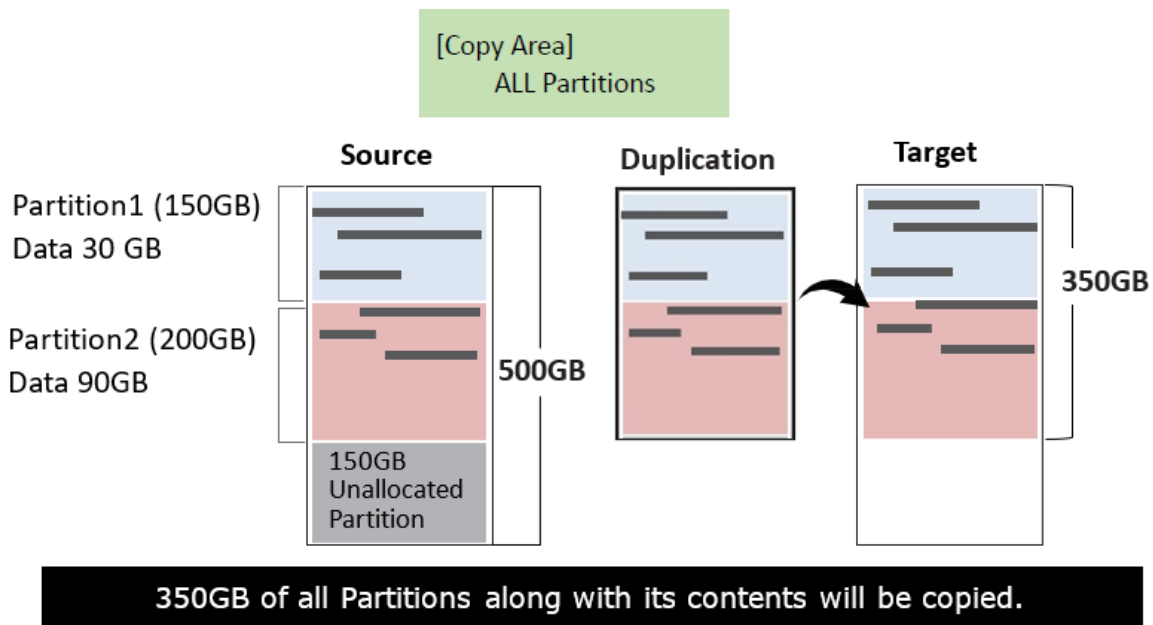 [Copy Area]
ALL Partitions
Source
Duplication
Target
Partition1 (150GB)
Data 30 GB
Partition2 (200GB)
Data 90GB
500GB
350GB
150GB
Unallocated
Partition
350GB of all Partitions along with its contents will be copied.